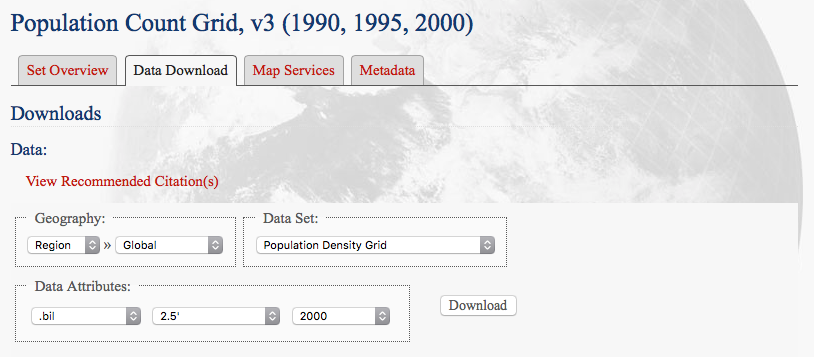 Population Count Grid, v3 (1990, 1995, 2000)
Set Overview Data Download Map Services Metadata
Downloads
Data:
View Recommended Citation(s)
Geography: Data Set:
Region » Global Population Density Grid
Data Attributes:
.bil 2.5' 2000 Download